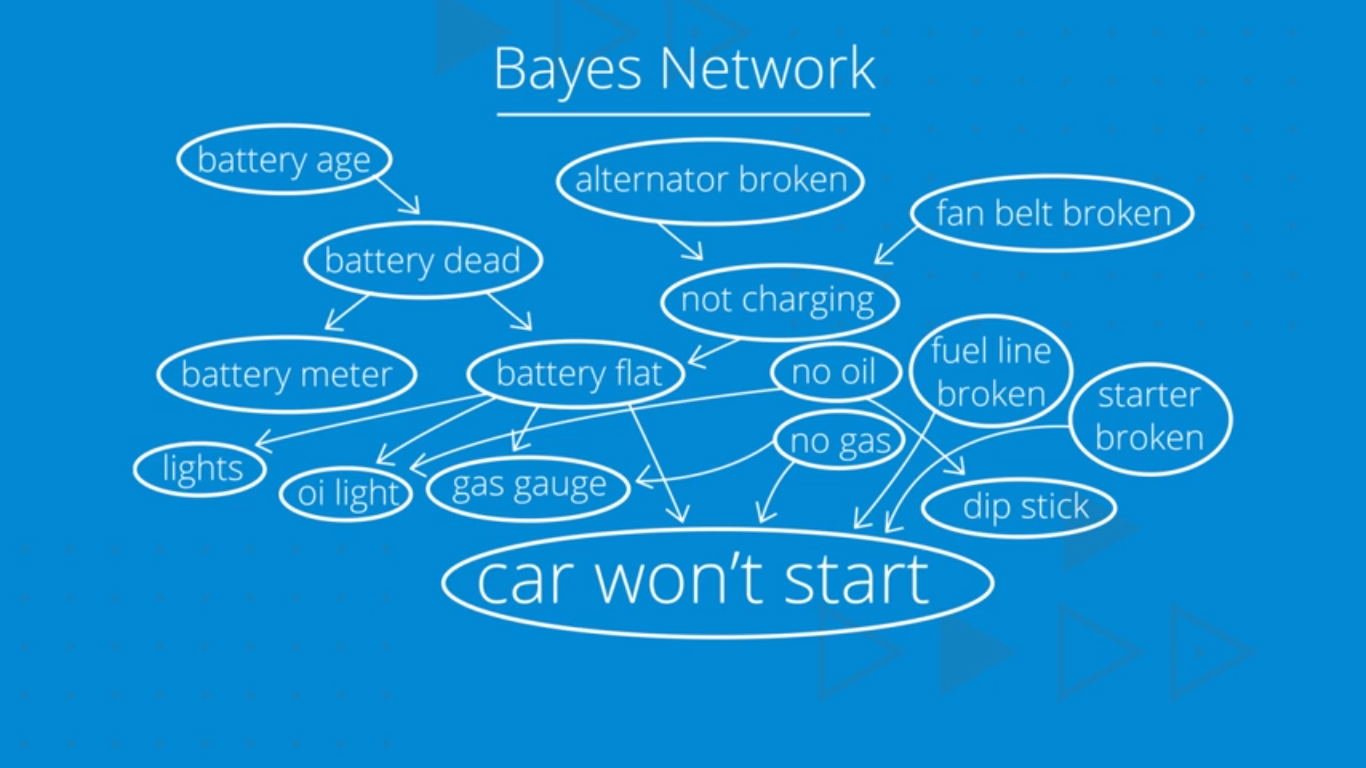 Bayes Network
battery age
alternator broken
fan belt broken
battery dead
not charging
battery meter
battery flat
no oil
fuel line
broken
starter
broken
lights
oi light
gas gauge
no gas
dip stick
car won't start